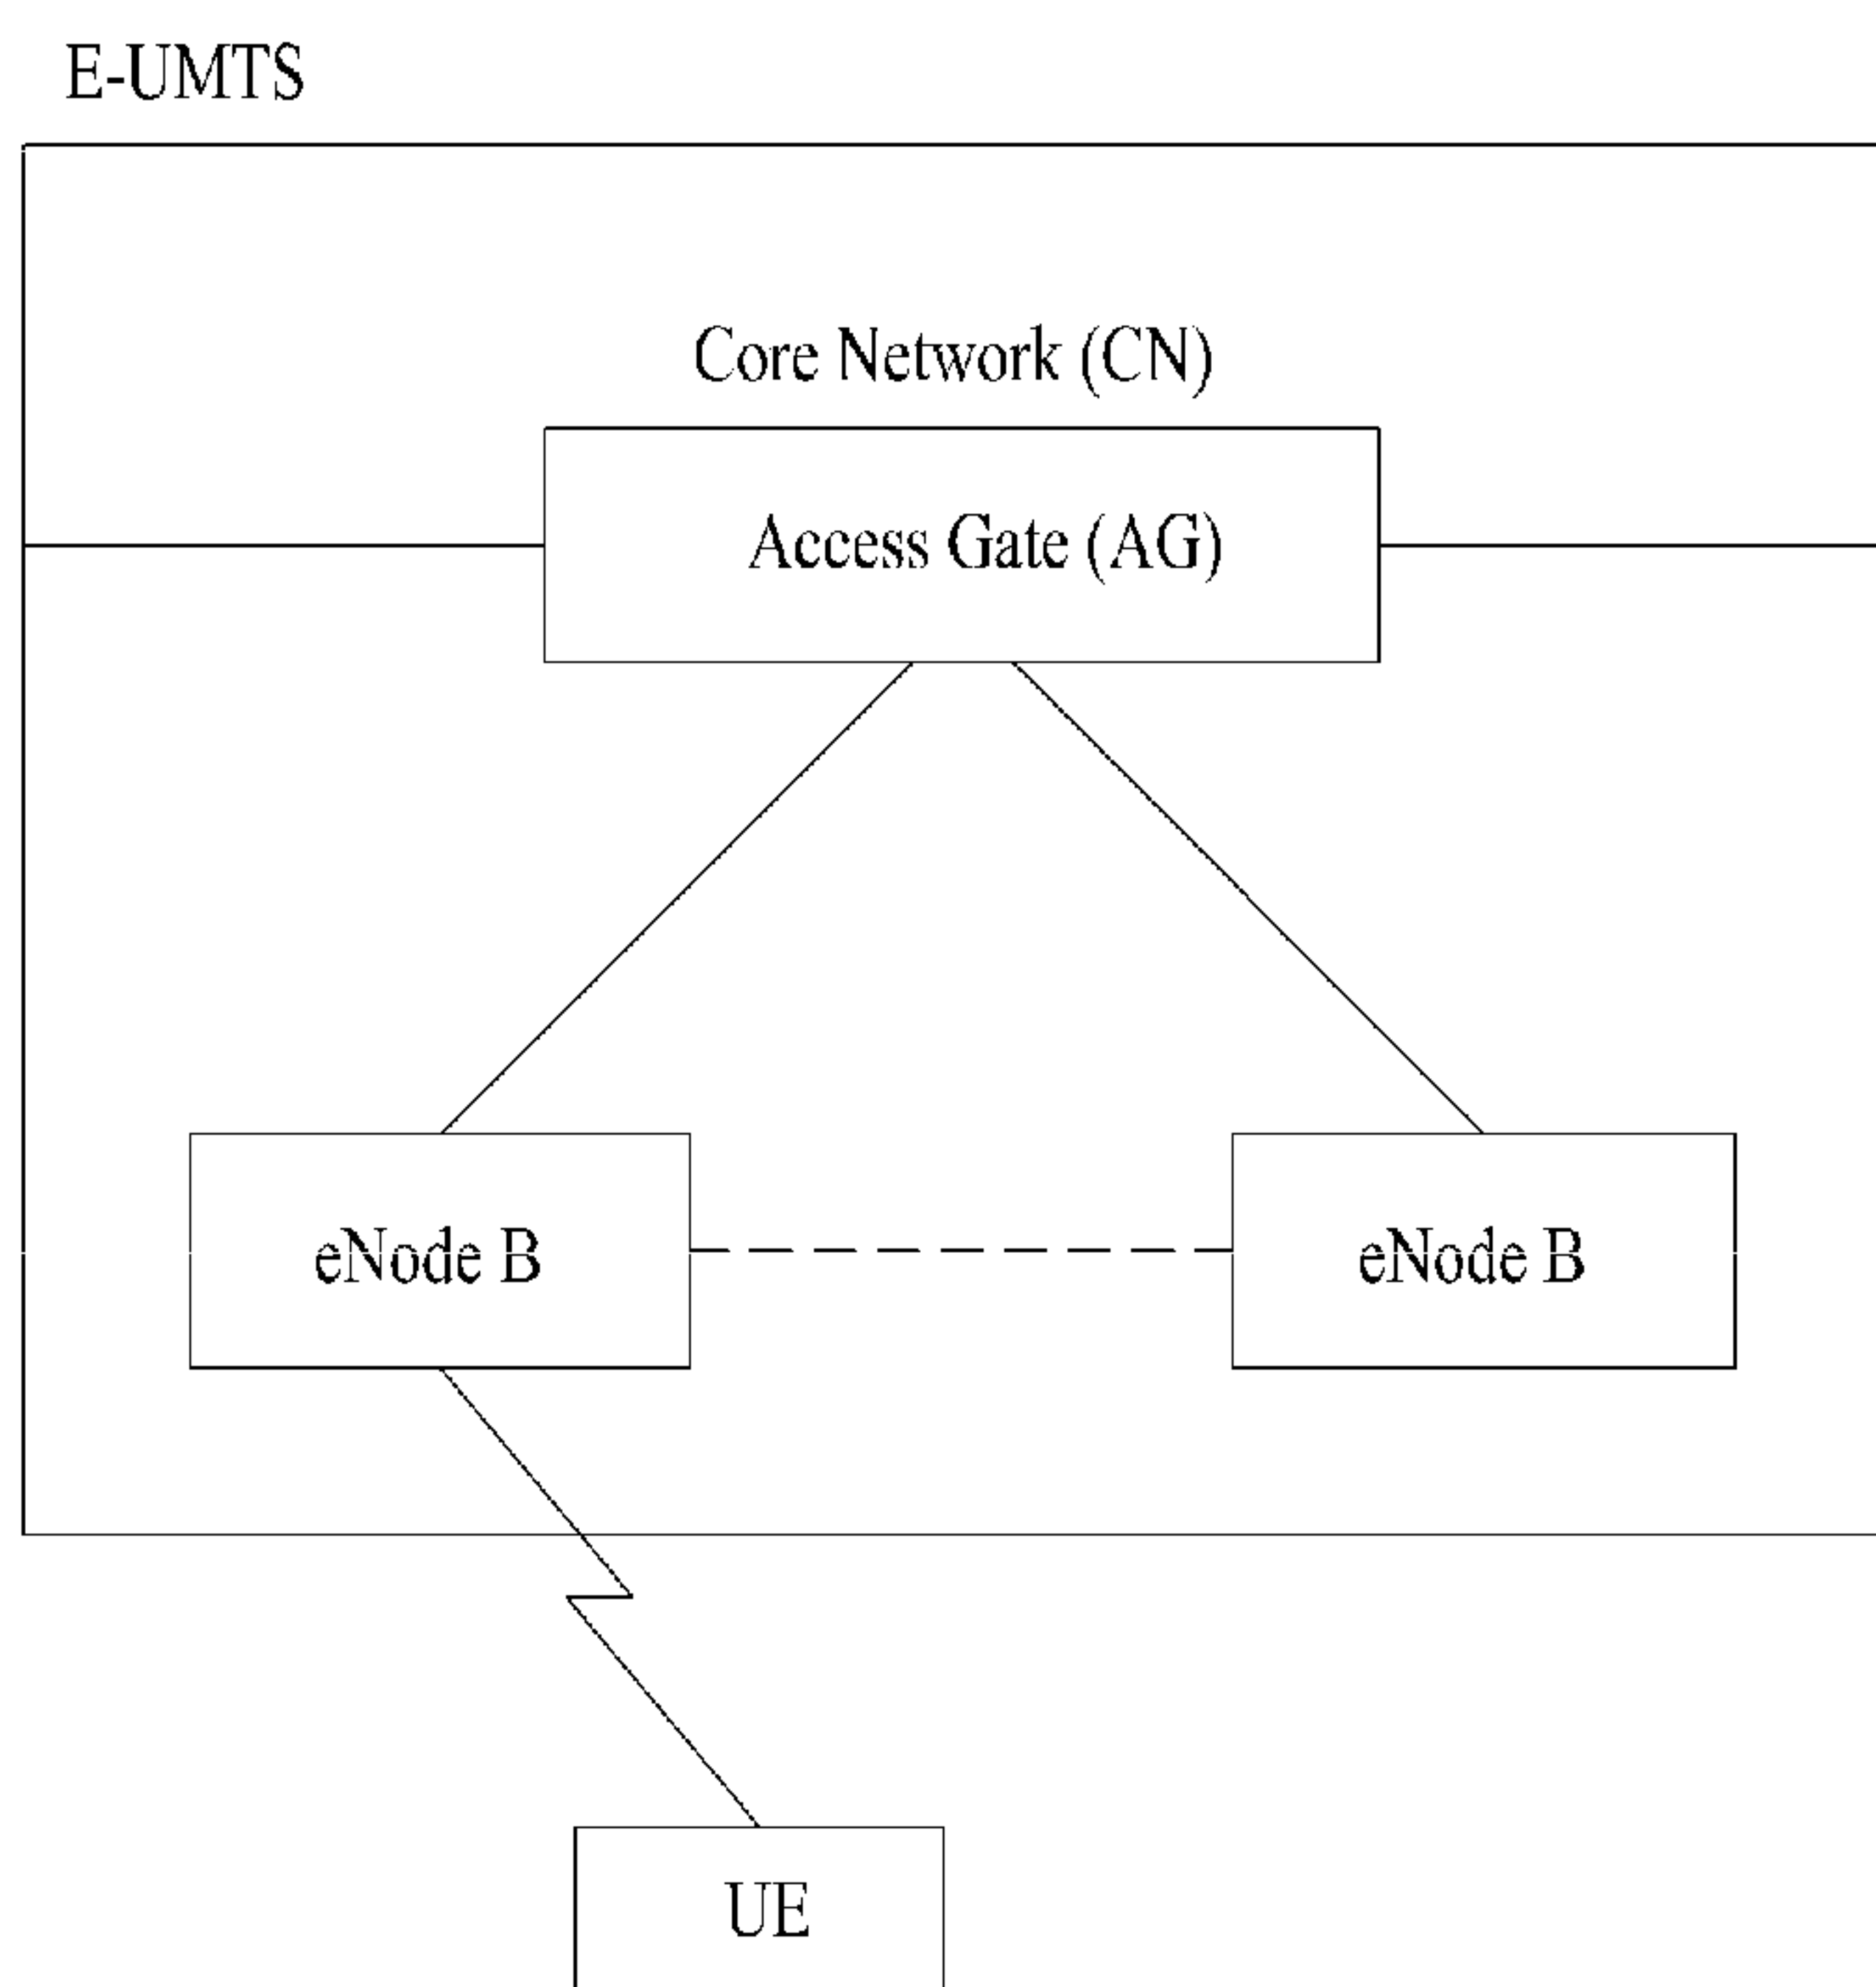 E-UMTS
Core Network (CN)
Access Gate (AG)
eNode B
eNode B
UE